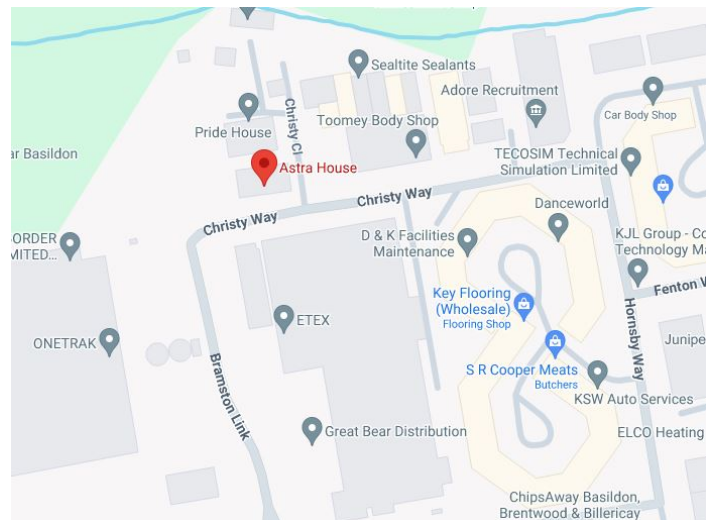 Sealtite Sealants
Adore Recruitment
Christy Cl
Car Body Shop
Pride House
Toomey Body Shop
ar Basildon
TECOSIM Technical
Simulation Limited
Astra House
Christy Way
Danceworld
Christy Way
D & K Facilities
Maintenance
KJL Group - Co
Technology Ma
ORDER
IMITED...
Fenton W
Key Flooring
(Wholesale)
Flooring Shop
Hornsby Way
ETEX
ONETRAK
Junipe
S R Cooper Meats
Butchers
Bramston Link
KSW Auto Services
Great Bear Distribution
ELCO Heating
ChipsAway Basildon,
Brentwood & Billericay